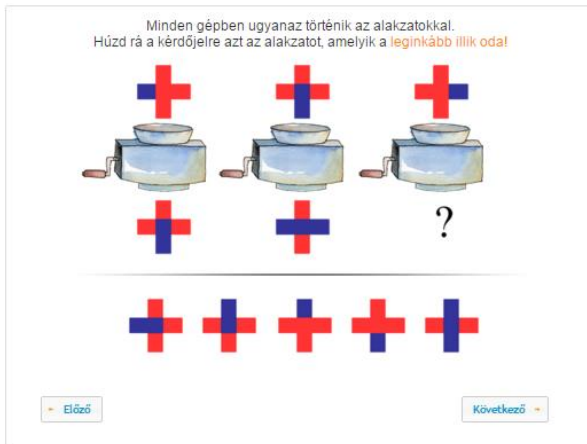 Minden gépben ugyanaz történik az alakzatokkal.
Húzd rá a kérdőjelre azt az alakzatot, amelyik a leginkább illik oda!
?
Előző
Következő